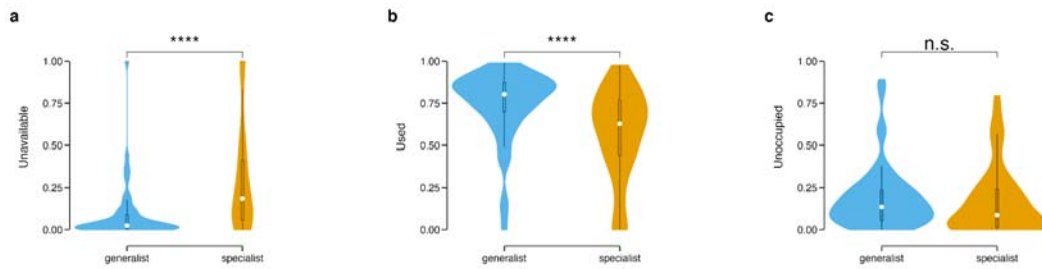 a
****
Unavailable
1.00
0.75
0.50
0.25
0.00
generalist
specialist
b
****
Used
1.00
0.75
0.50
0.25
0.00
generalist
specialist
c
n.s.
Unoccupied
1.00
0.75
0.50
0.25
0.00
generalist
specialist